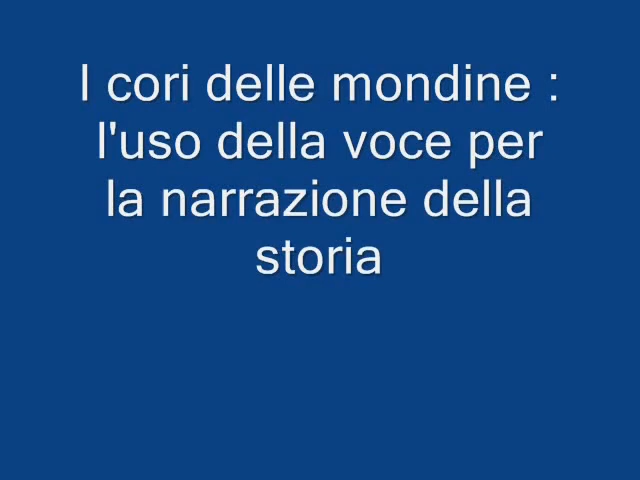 I cori delle mondine :
l'uso della voce per
la narrazione della
storia